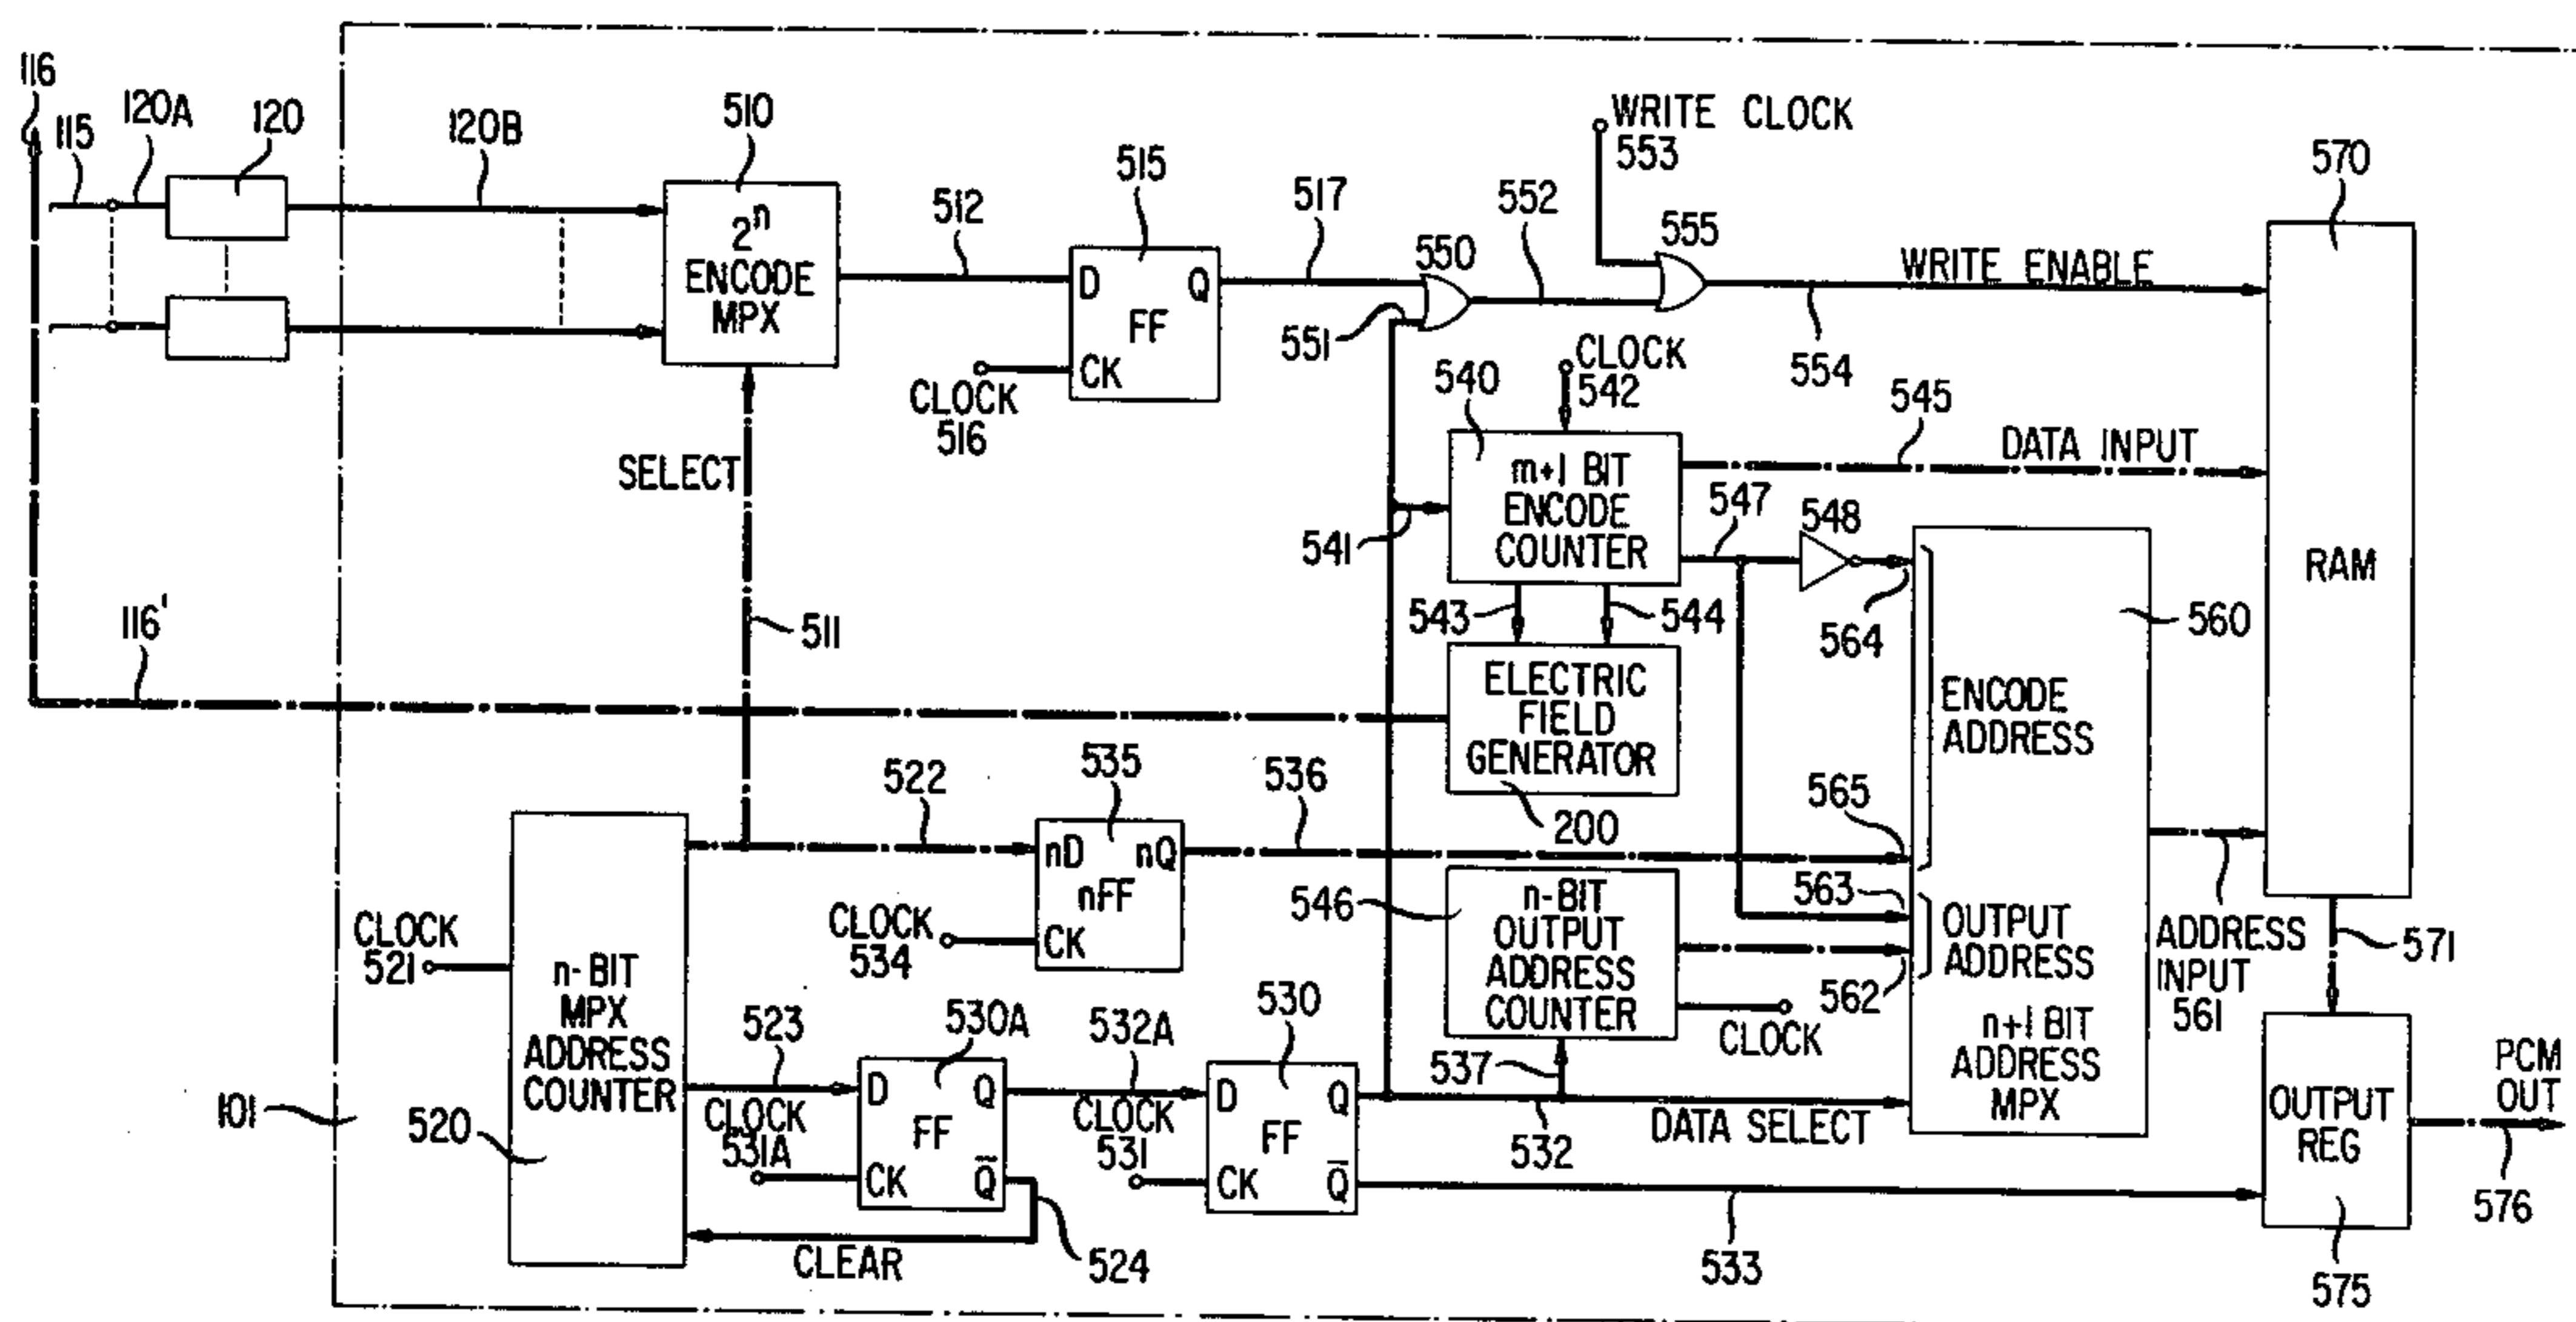 116
115
120A
120
120B
510
2ⁿ
ENCODE
MPX
512
515
D Q
FF
CK
CLOCK
516
517
551
550
552
WRITE CLOCK
553
555
WRITE ENABLE
554
570
RAM
SELECT
511
116'
540
CLOCK
542
m+1 BIT
ENCODE
COUNTER
541
543
544
545
DATA INPUT
547
548
564
560
ELECTRIC
FIELD
GENERATOR
200
ENCODE
ADDRESS
522
535
nD nQ
nFF
CK
CLOCK
534
536
565
563
546
n-BIT
OUTPUT
ADDRESS
COUNTER
CLOCK
562
OUTPUT
ADDRESS
n+1 BIT
ADDRESS
MPX
ADDRESS
INPUT
561
571
CLOCK
521
n-BIT
MPX
ADDRESS
COUNTER
520
101
523
530A
D Q
FF
CK Q̅
CLOCK
531A
CLEAR
524
532A
CLOCK
531
530
D Q
FF
CK Q̅
537
532
DATA SELECT
533
OUTPUT
REG
575
PCM
OUT
576